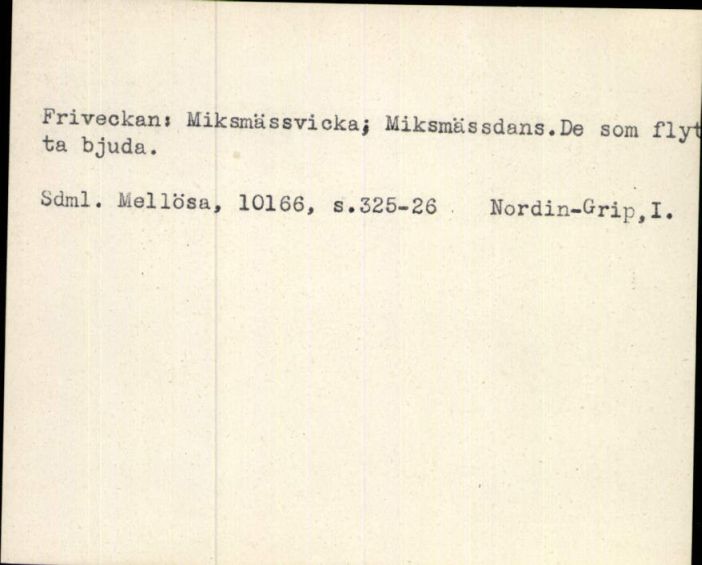 Friveckan: Miksmässvicka; Miksmässdans.De som flyt
ta bjuda.
Sdml. Mellösa, 10166, s.325-26 Nordin-Grip,I.